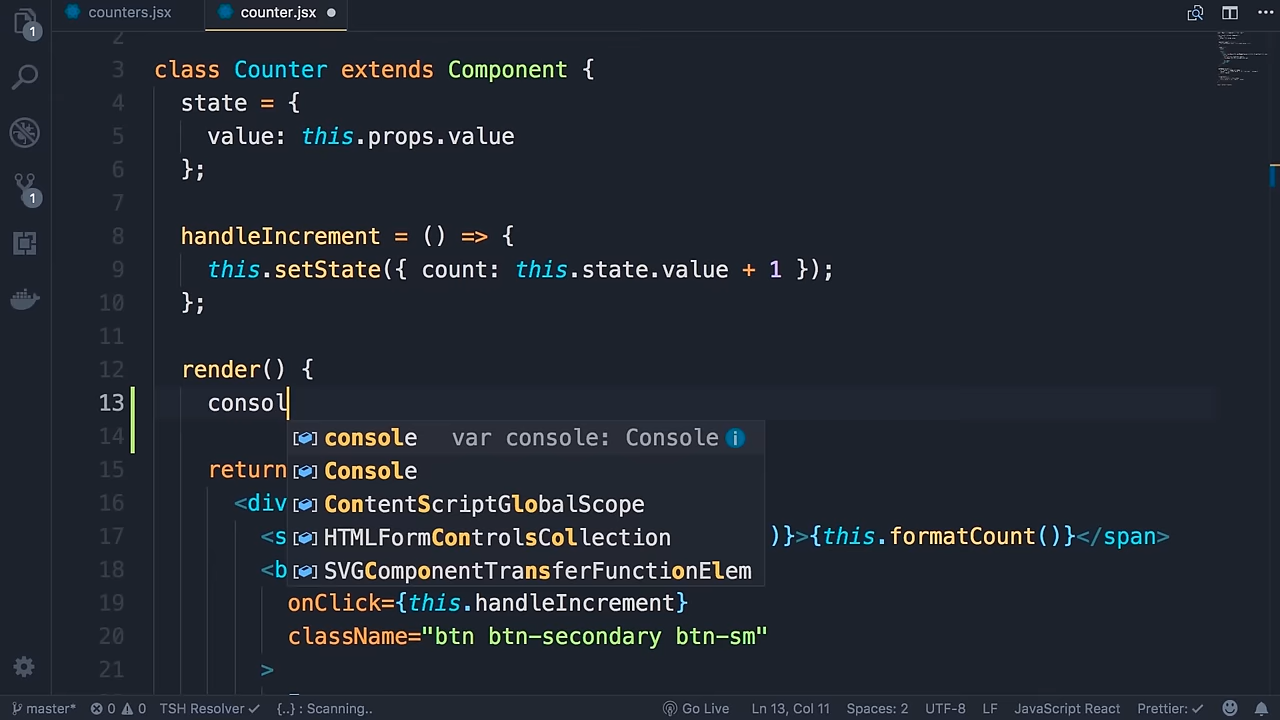 counters.jsx counter.jsx
1
2
3 class Counter extends Component {
4 state = {
5 value: this.props.value
6 };
7
8 handleIncrement = () => {
9 this.setState({ count: this.state.value + 1 });
10 };
11
12 render() {
13 consol
14 console var console: Console
15 return Console
16 <div ContentScriptGlobalScope
17 <s HTMLFormControlsCollection )}>{this.formatCount()}</span>
18 <b SVGComponentTransferFunctionElem
19 onClick={this.handleIncrement}
20 className="btn btn-secondary btn-sm"
21 >
1
master* 0 0 TSH Resolver {..} : Scanning.. Go Live Ln 13, Col 11 Spaces: 2 UTF-8 LF JavaScript React Prettier: